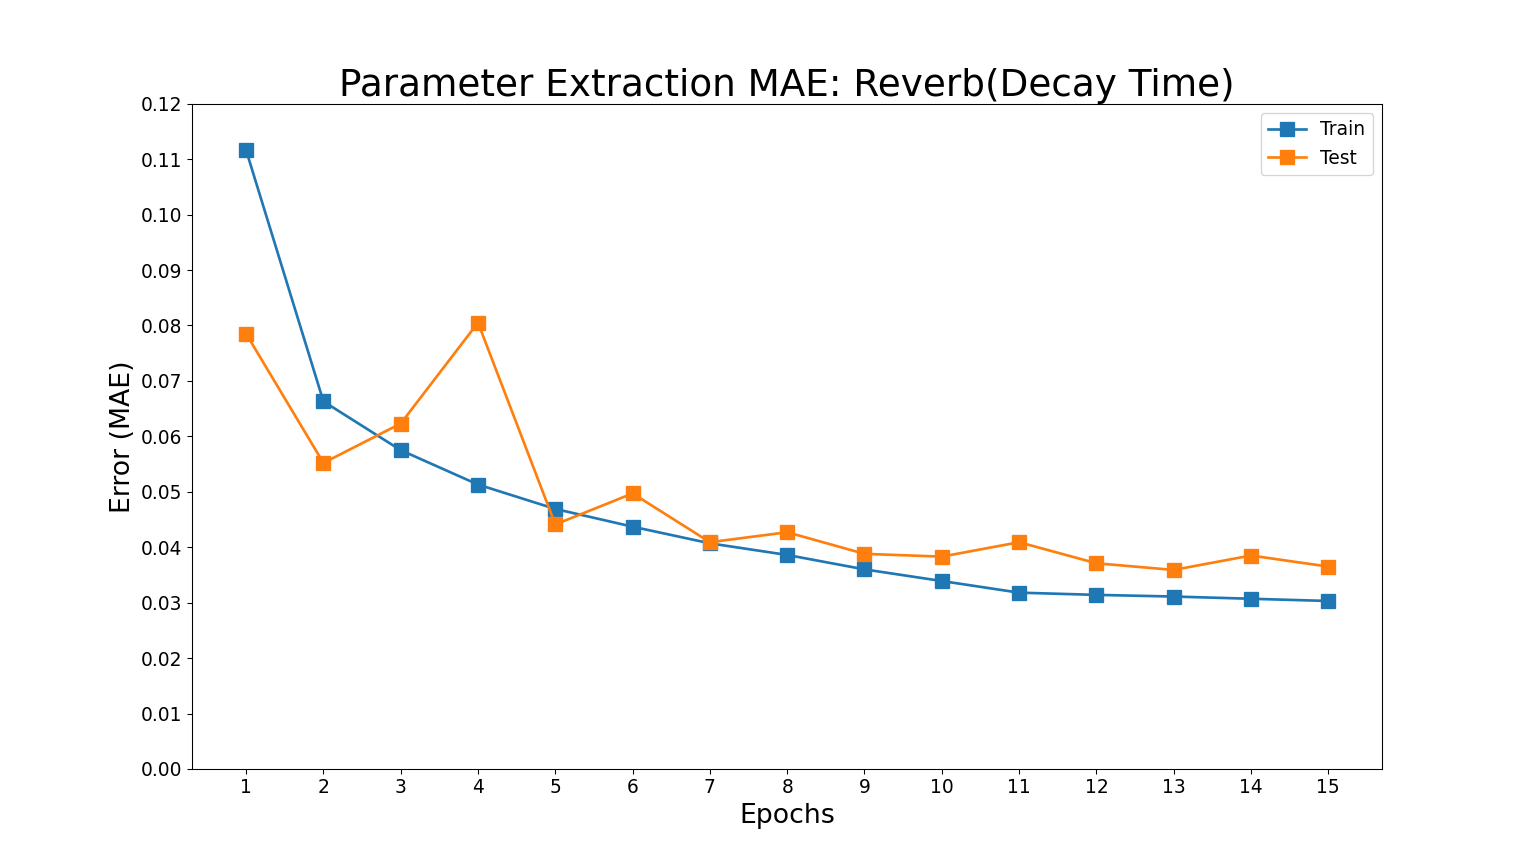 Parameter Extraction MAE: Reverb(Decay Time)
0.12
0.11
0.10
0.09
0.08
0.07
0.06
0.05
0.04
0.03
0.02
0.01
0.00
Error (MAE)
Train
Test
1 2 3 4 5 6 7 8 9 10 11 12 13 14 15
Epochs